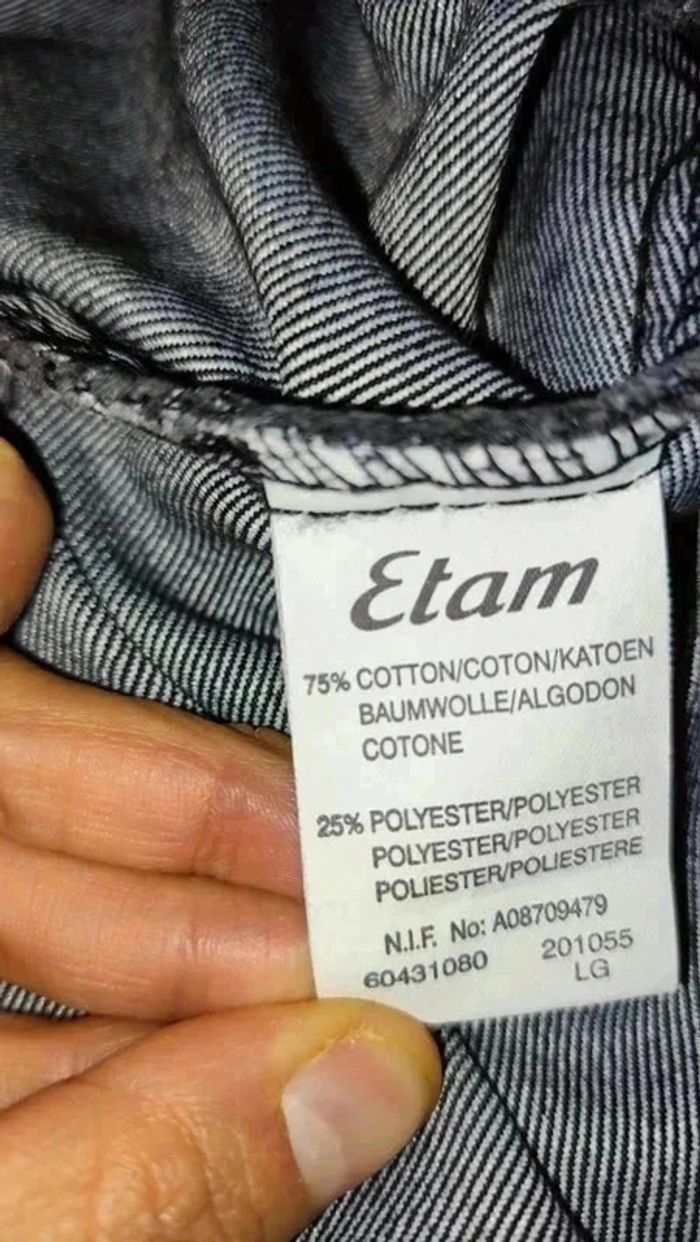 Etam
75% COTTON/COTON/KATOEN
BAUMWOLLE/ALGODON
COTONE
25% POLYESTER/POLYESTER
POLYESTER/POLYESTER
POLIESTER/POLIESTERE
N.I.F. No: A08709479
60431080 201055
LG